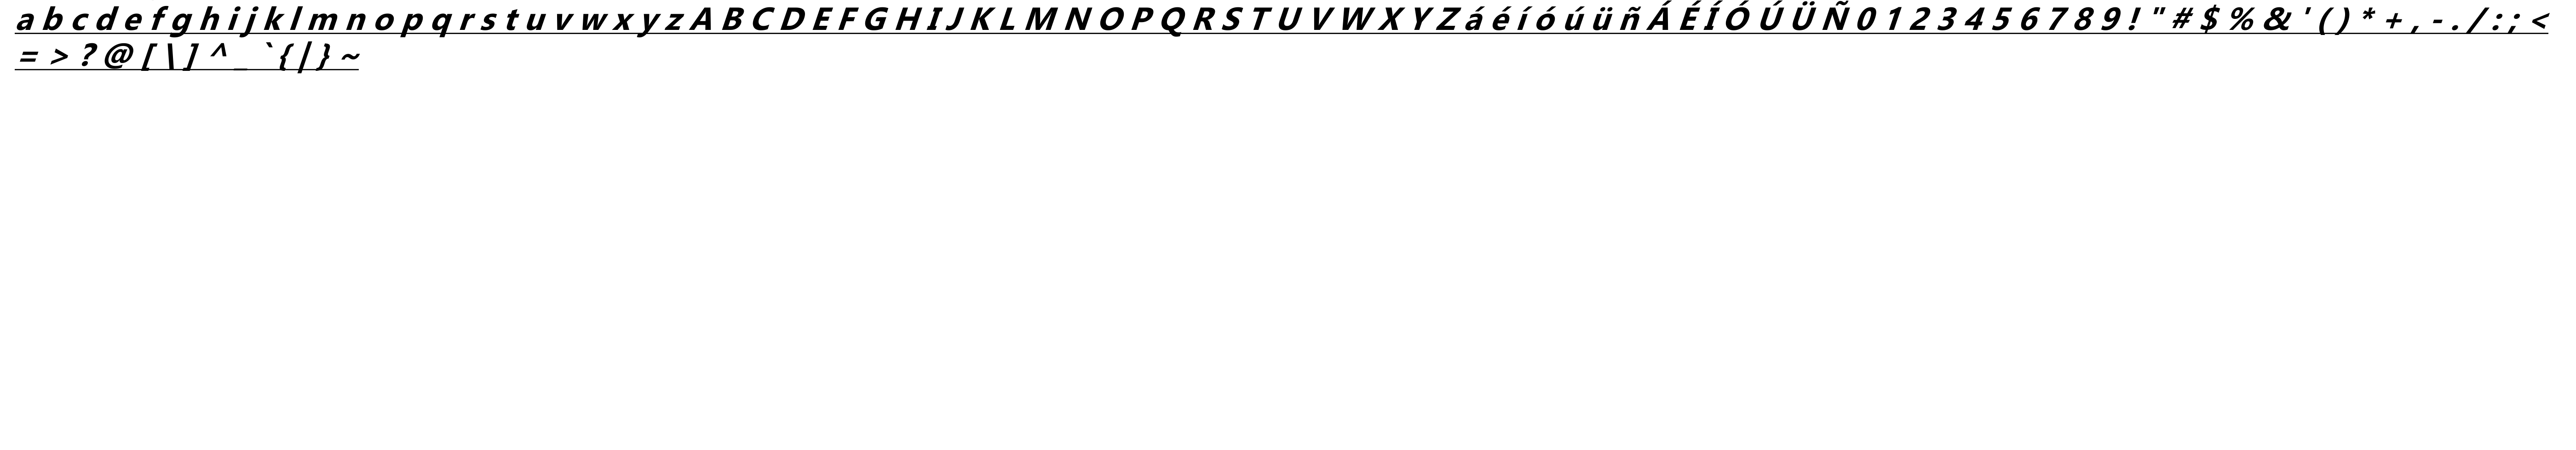 a b c d e f g h i j k l m n o p q r s t u v w x y z A B C D E F G H I J K L M N O P Q R S T U V W X Y Z á é í ó ú ü ñ Á É Í Ó Ú Ü Ñ 0 1 2 3 4 5 6 7 8 9 ! " # $ % & ' ( ) * + , - . / : ; <
= > ? @ [ \ ] ^ _ ` { | } ~